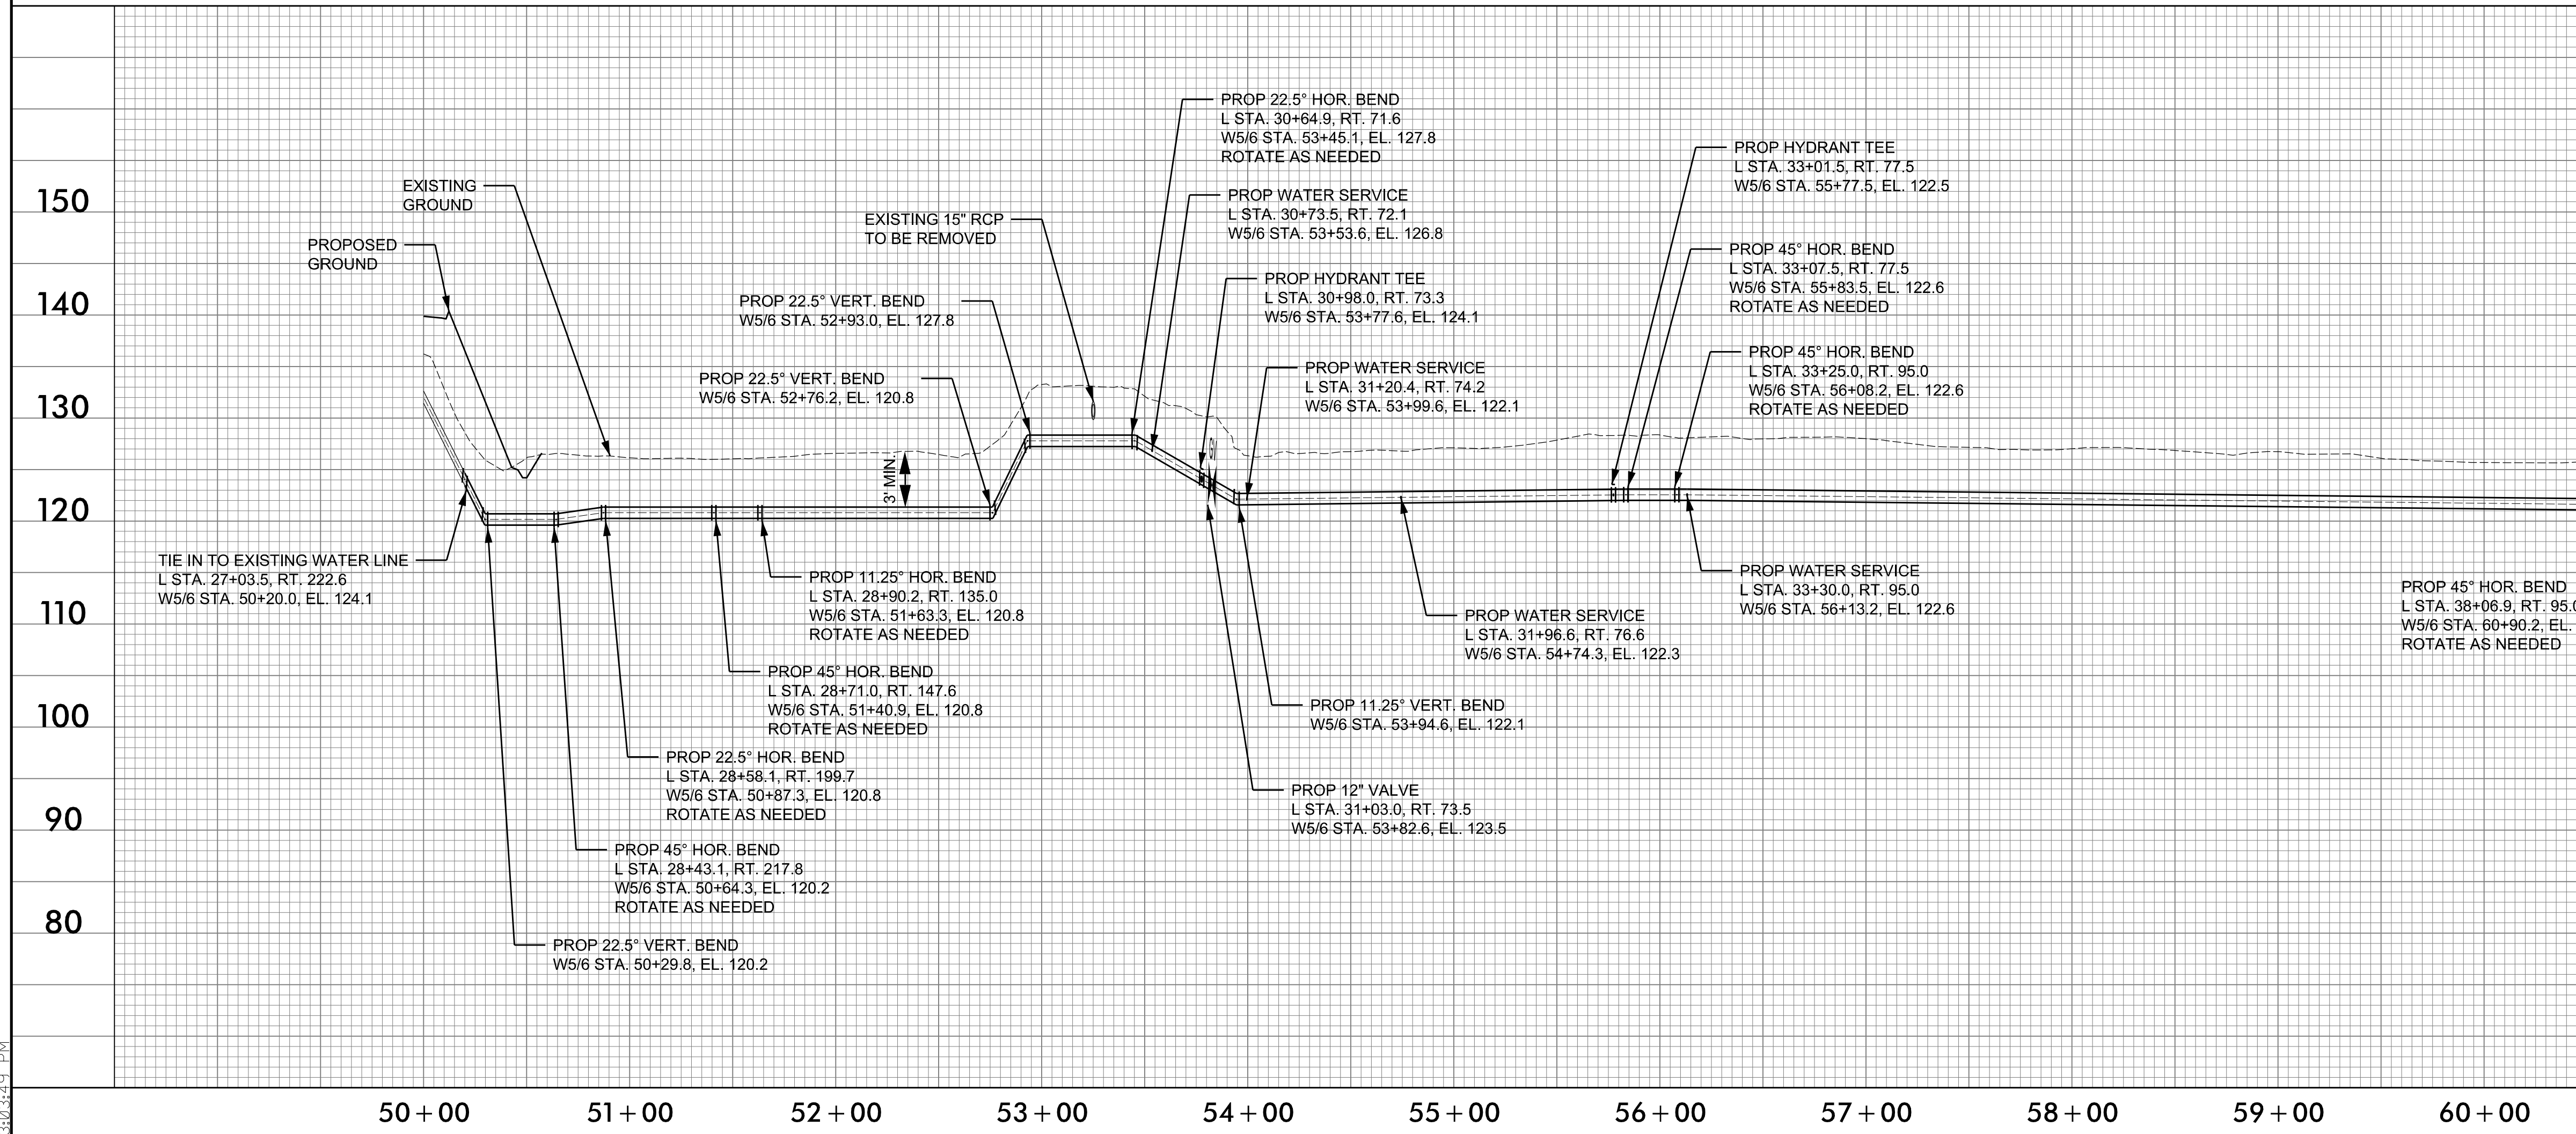 PROP 22.5° HOR. BEND
L STA. 30+64.9, RT. 71.6
W5/6 STA. 53+45.1, EL. 127.8
ROTATE AS NEEDED
PROP HYDRANT TEE
L STA. 33+01.5, RT. 77.5
W5/6 STA. 55+77.5, EL. 122.5
EXISTING
GROUND
PROP WATER SERVICE
L STA. 30+73.5, RT. 72.1
W5/6 STA. 53+53.6, EL. 126.8
EXISTING 15" RCP
TO BE REMOVED
PROPOSED
GROUND
PROP 45° HOR. BEND
L STA. 33+07.5, RT. 77.5
W5/6 STA. 55+83.5, EL. 122.6
ROTATE AS NEEDED
PROP HYDRANT TEE
L STA. 30+98.0, RT. 73.3
W5/6 STA. 53+77.6, EL. 124.1
PROP 22.5° VERT. BEND
W5/6 STA. 52+93.0, EL. 127.8
PROP 45° HOR. BEND
L STA. 33+25.0, RT. 95.0
W5/6 STA. 56+08.2, EL. 122.6
ROTATE AS NEEDED
PROP WATER SERVICE
L STA. 31+20.4, RT. 74.2
W5/6 STA. 53+99.6, EL. 122.1
PROP 22.5° VERT. BEND
W5/6 STA. 52+76.2, EL. 120.8
3' MIN.
TIE IN TO EXISTING WATER LINE
L STA. 27+03.5, RT. 222.6
W5/6 STA. 50+20.0, EL. 124.1
PROP 11.25° HOR. BEND
L STA. 28+90.2, RT. 135.0
W5/6 STA. 51+63.3, EL. 120.8
ROTATE AS NEEDED
PROP WATER SERVICE
L STA. 33+30.0, RT. 95.0
W5/6 STA. 56+13.2, EL. 122.6
PROP 45° HOR. BEND
L STA. 38+06.9, RT. 95.0
W5/6 STA. 60+90.2, EL.
ROTATE AS NEEDED
PROP WATER SERVICE
L STA. 31+96.6, RT. 76.6
W5/6 STA. 54+74.3, EL. 122.3
PROP 45° HOR. BEND
L STA. 28+71.0, RT. 147.6
W5/6 STA. 51+40.9, EL. 120.8
ROTATE AS NEEDED
PROP 11.25° VERT. BEND
W5/6 STA. 53+94.6, EL. 122.1
PROP 22.5° HOR. BEND
L STA. 28+58.1, RT. 199.7
W5/6 STA. 50+87.3, EL. 120.8
ROTATE AS NEEDED
PROP 12" VALVE
L STA. 31+03.0, RT. 73.5
W5/6 STA. 53+82.6, EL. 123.5
PROP 45° HOR. BEND
L STA. 28+43.1, RT. 217.8
W5/6 STA. 50+64.3, EL. 120.2
ROTATE AS NEEDED
PROP 22.5° VERT. BEND
W5/6 STA. 50+29.8, EL. 120.2
150
140
130
120
110
100
90
80
50+00 51+00 52+00 53+00 54+00 55+00 56+00 57+00 58+00 59+00 60+00
3:03:49 PM